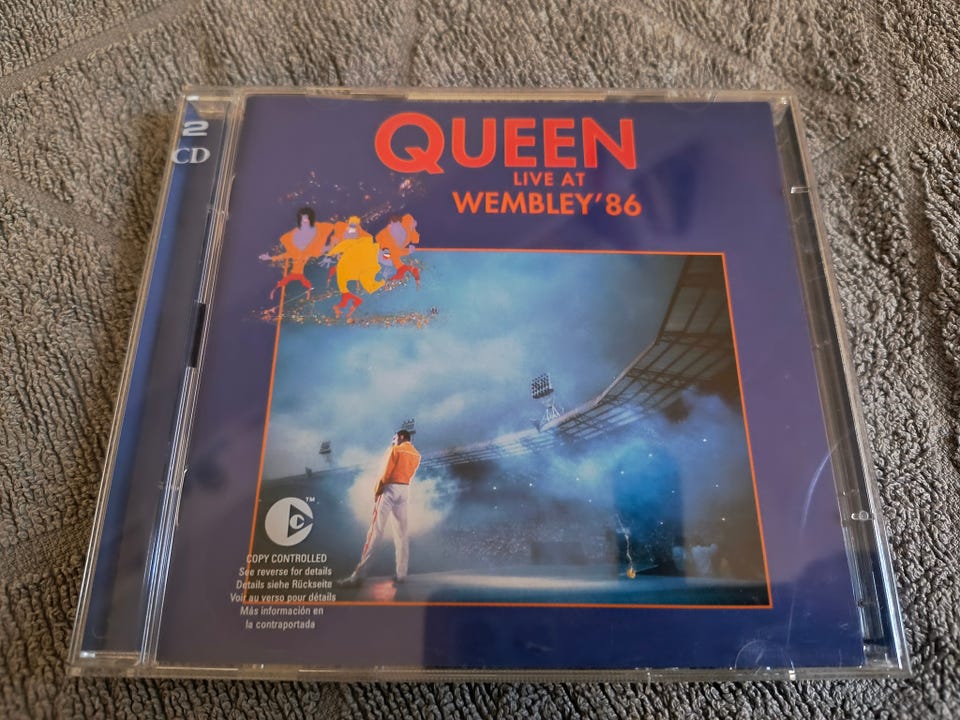 2
CD
QUEEN
LIVE AT
WEMBLEY'86
C
™
COPY CONTROLLED
See reverse for details
Details siehe Rückseite
Voir au verso pour détails
Más información en
la contraportada